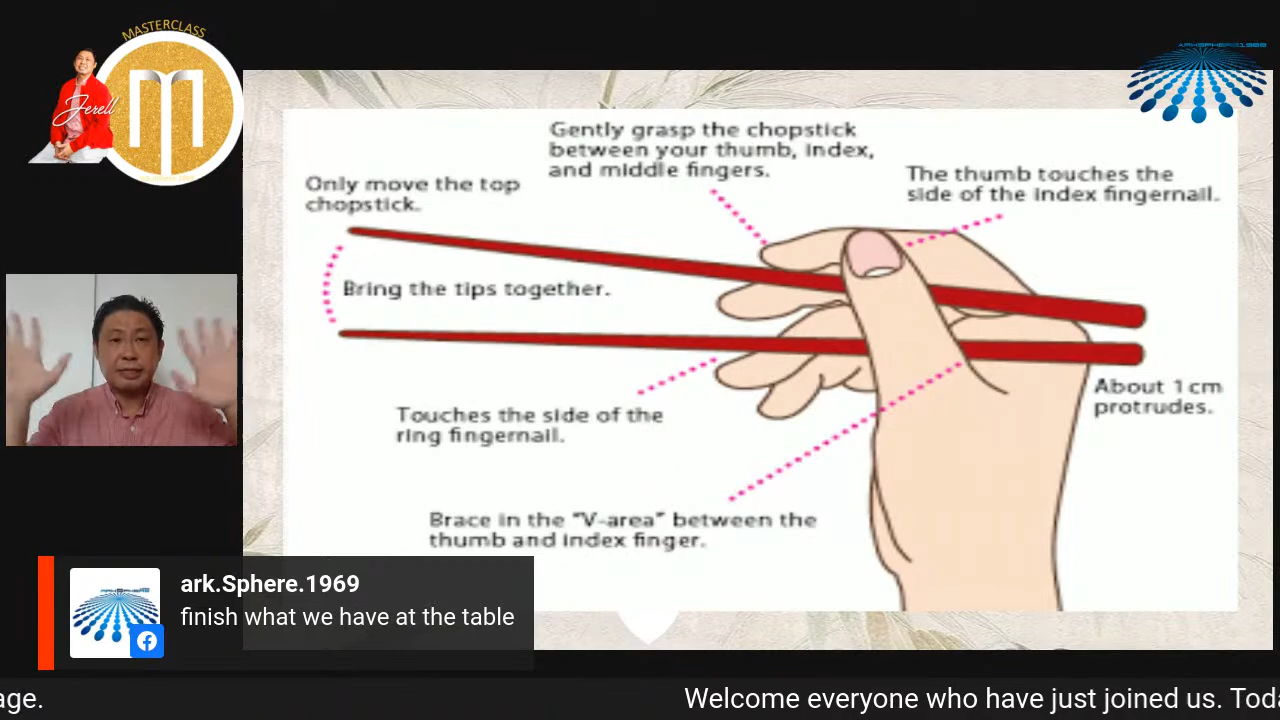 MASTERCLASS
Jerell
ARKSPHERE1969
Gently grasp the chopstick
between your thumb, index,
and middle fingers.
The thumb touches the
side of the index fingernail.
Only move the top
chopstick.
Bring the tips together.
About 1 cm
protrudes.
Touches the side of the
ring fingernail.
Brace in the "V-area" between the
thumb and index finger.
ark.Sphere.1969
finish what we have at the table
age.
Welcome everyone who have just joined us. Toda